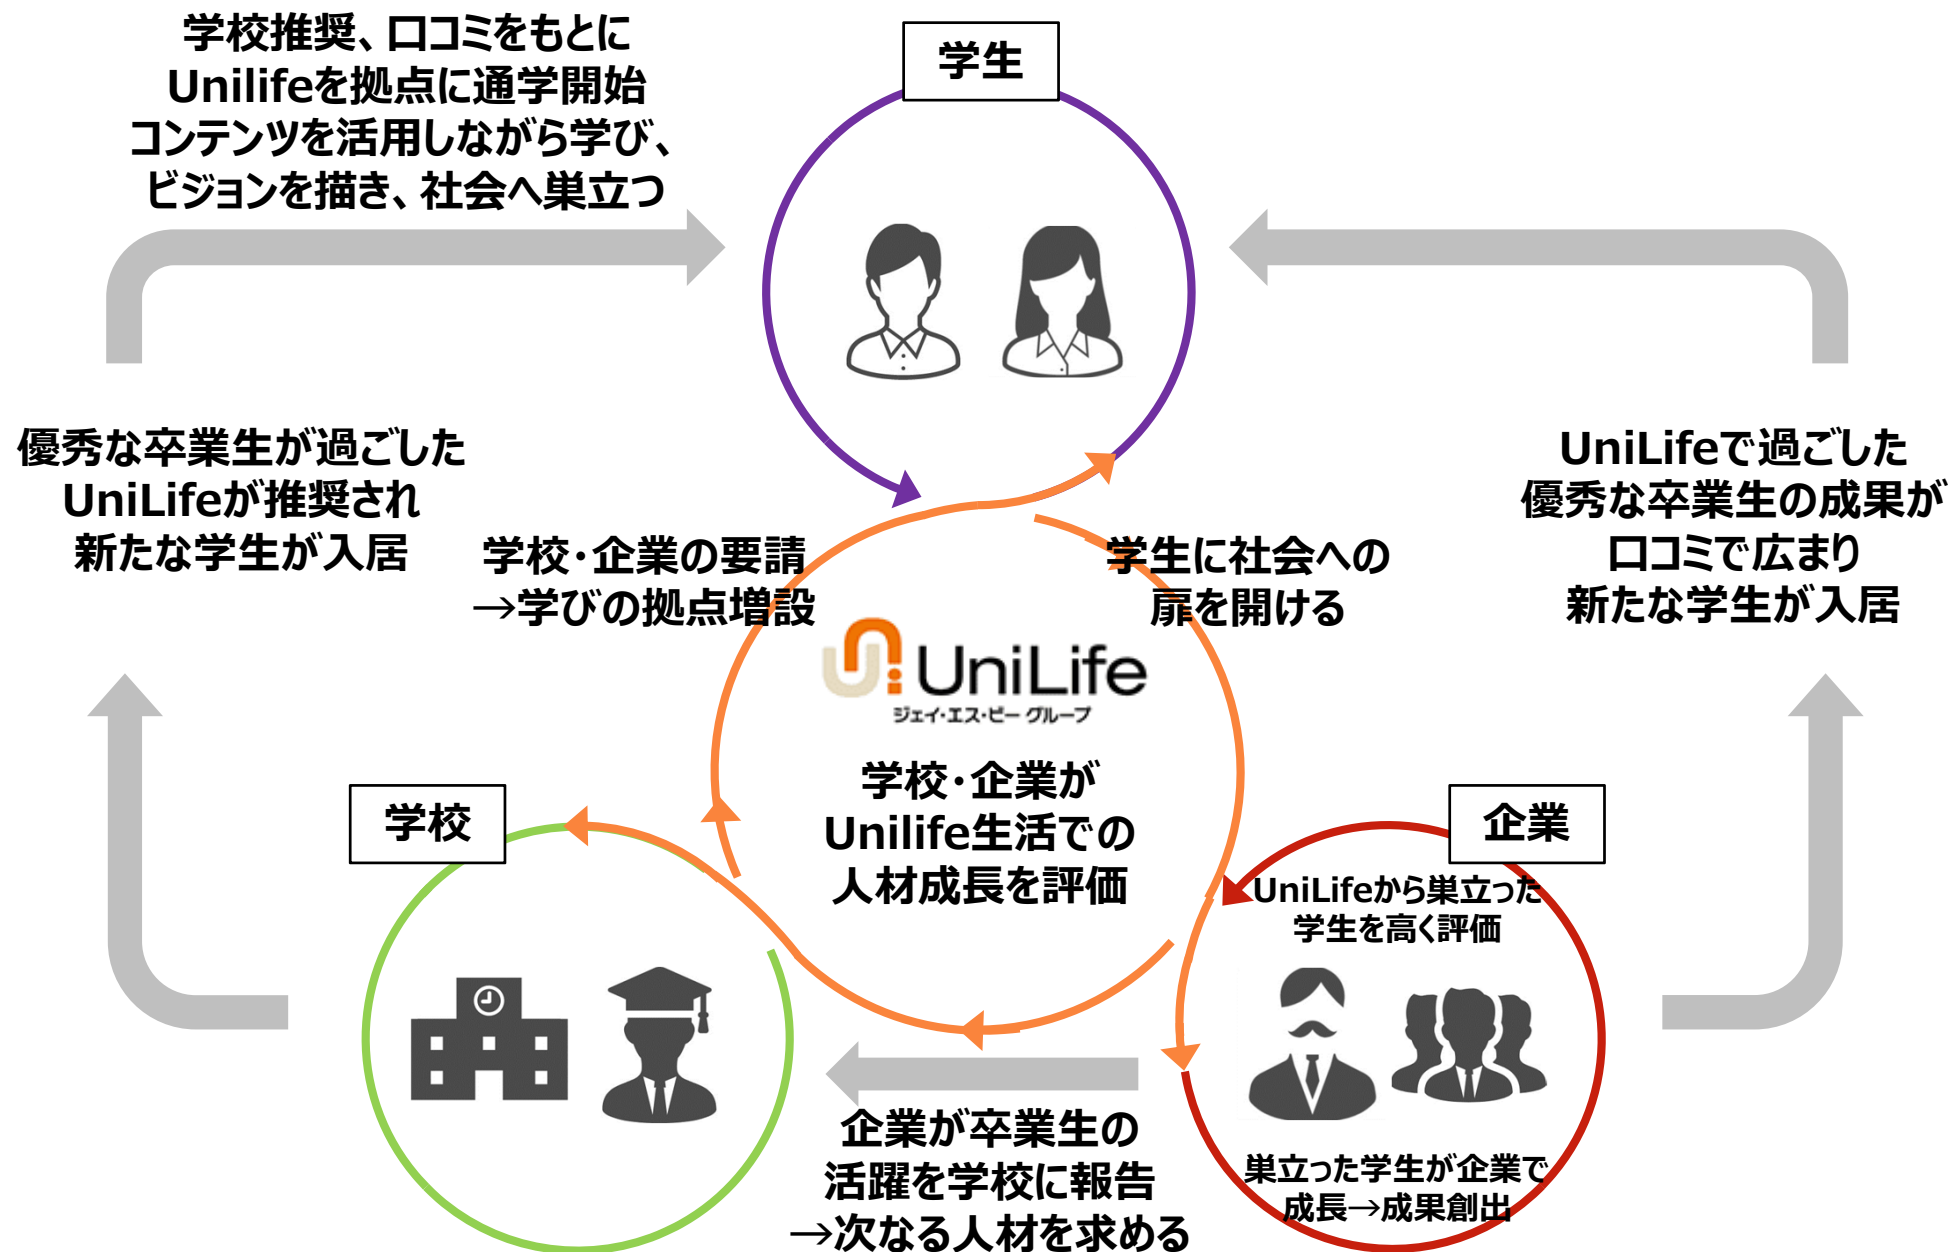 学校推奨、口コミをもとに
Unilifeを拠点に通学開始
コンテンツを活用しながら学び、
ビジョンを描き、社会へ巣立つ
学生
優秀な卒業生が過ごした
UniLifeが推奨され
新たな学生が入居
学校・企業の要請
→学びの拠点増設
学生に社会への
扉を開ける
UniLifeで過ごした
優秀な卒業生の成果が
口コミで広まり
新たな学生が入居
UniLife
ジェイ・エス・ビー グループ
学校・企業が
Unilife生活での
人材成長を評価
学校
企業
UniLifeから巣立った
学生を高く評価
巣立った学生が企業で
成長→成果創出
企業が卒業生の
活躍を学校に報告
→次なる人材を求める